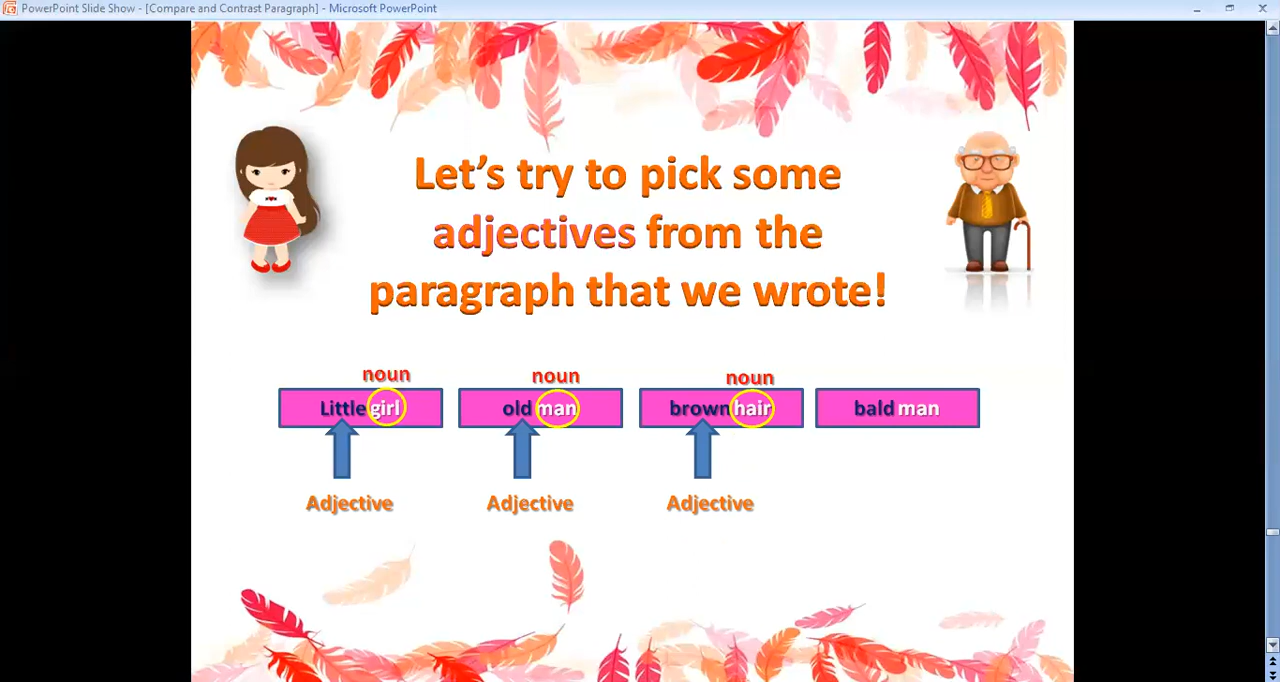 PowerPoint Slide Show - [Compare and Contrast Paragraph] - Microsoft PowerPoint
Let's try to pick some
adjectives from the
paragraph that we wrote!
noun noun noun
Little girl old man brown hair bald man
Adjective Adjective Adjective